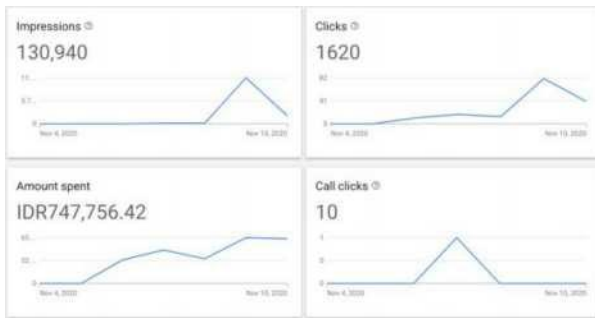 Impressions
130,940
0
Nov 4, 2020 Nov 10, 2020
Clicks
1620
Nov 4, 2020 Nov 10, 2020
Amount spent
IDR747,756.42
0
Nov 4, 2020 Nov 10, 2020
Call clicks
10
1
0
Nov 4, 2020 Nov 10, 2020